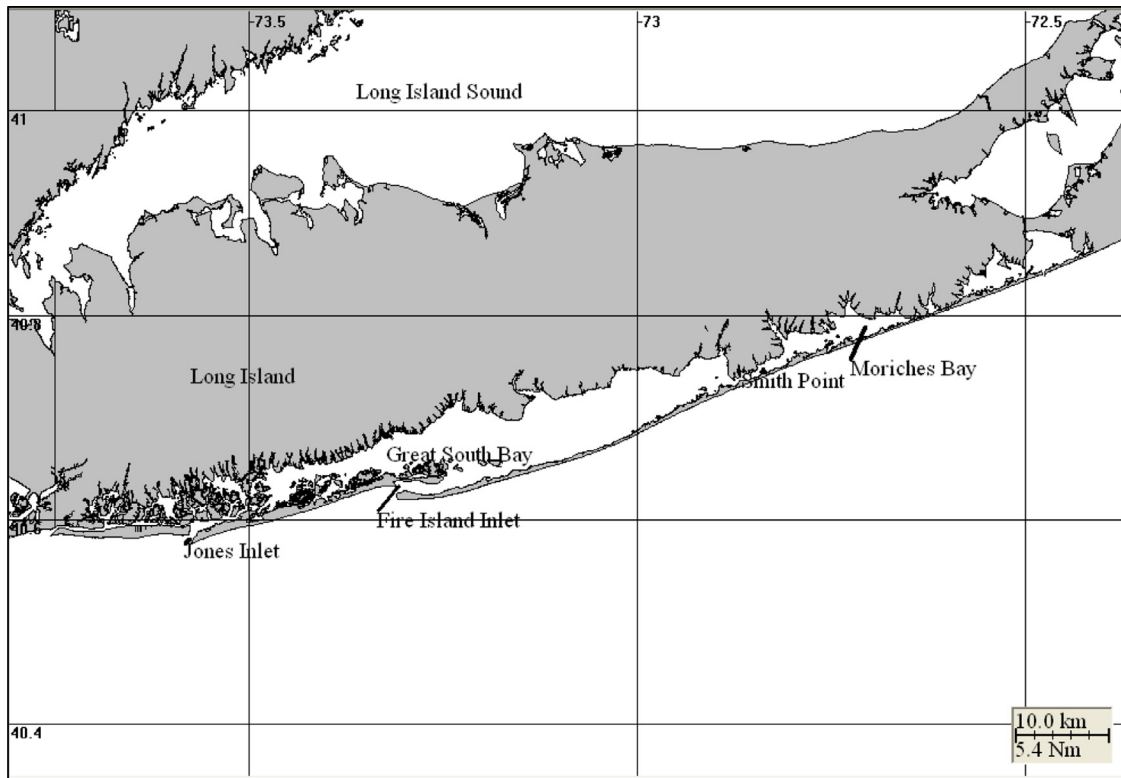 73.5
73
72.5
Long Island Sound
41
40.8
Long Island
Smith Point
Moriches Bay
Great South Bay
Fire Island Inlet
40.6
Jones Inlet
40.4
10.0 km
5.4 Nm